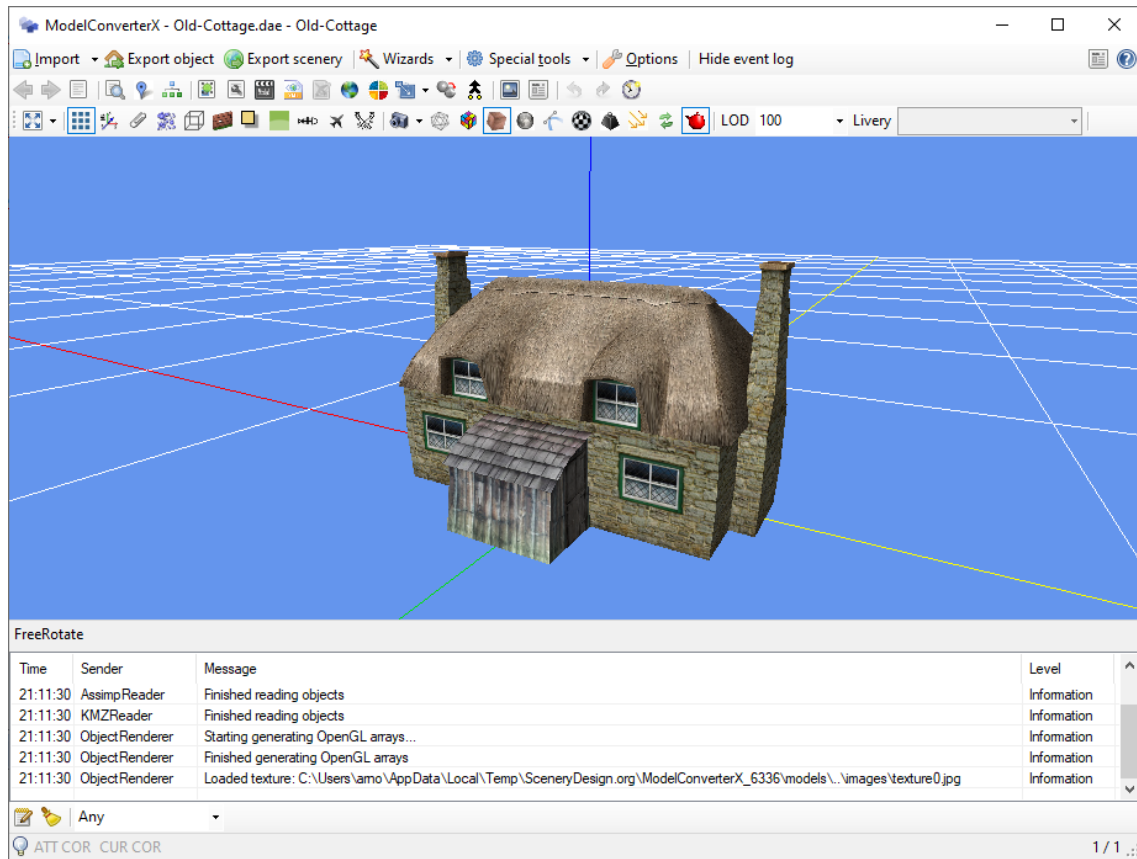 ModelConverterX - Old-Cottage.dae - Old-Cottage
Import Export object Export scenery Wizards Special tools Options Hide event log
LOD 100 Livery
FreeRotate
Time Sender Message Level
21:11:30 AssimpReader Finished reading objects Information
21:11:30 KMZReader Finished reading objects Information
21:11:30 ObjectRenderer Starting generating OpenGL arrays... Information
21:11:30 ObjectRenderer Finished generating OpenGL arrays Information
21:11:30 ObjectRenderer Loaded texture: C:\Users\arno\AppData\Local\Temp\SceneryDesign.org\ModelConverterX_6336\models\..\images\texture0.jpg Information
Any
ATT COR CUR COR 1 / 1